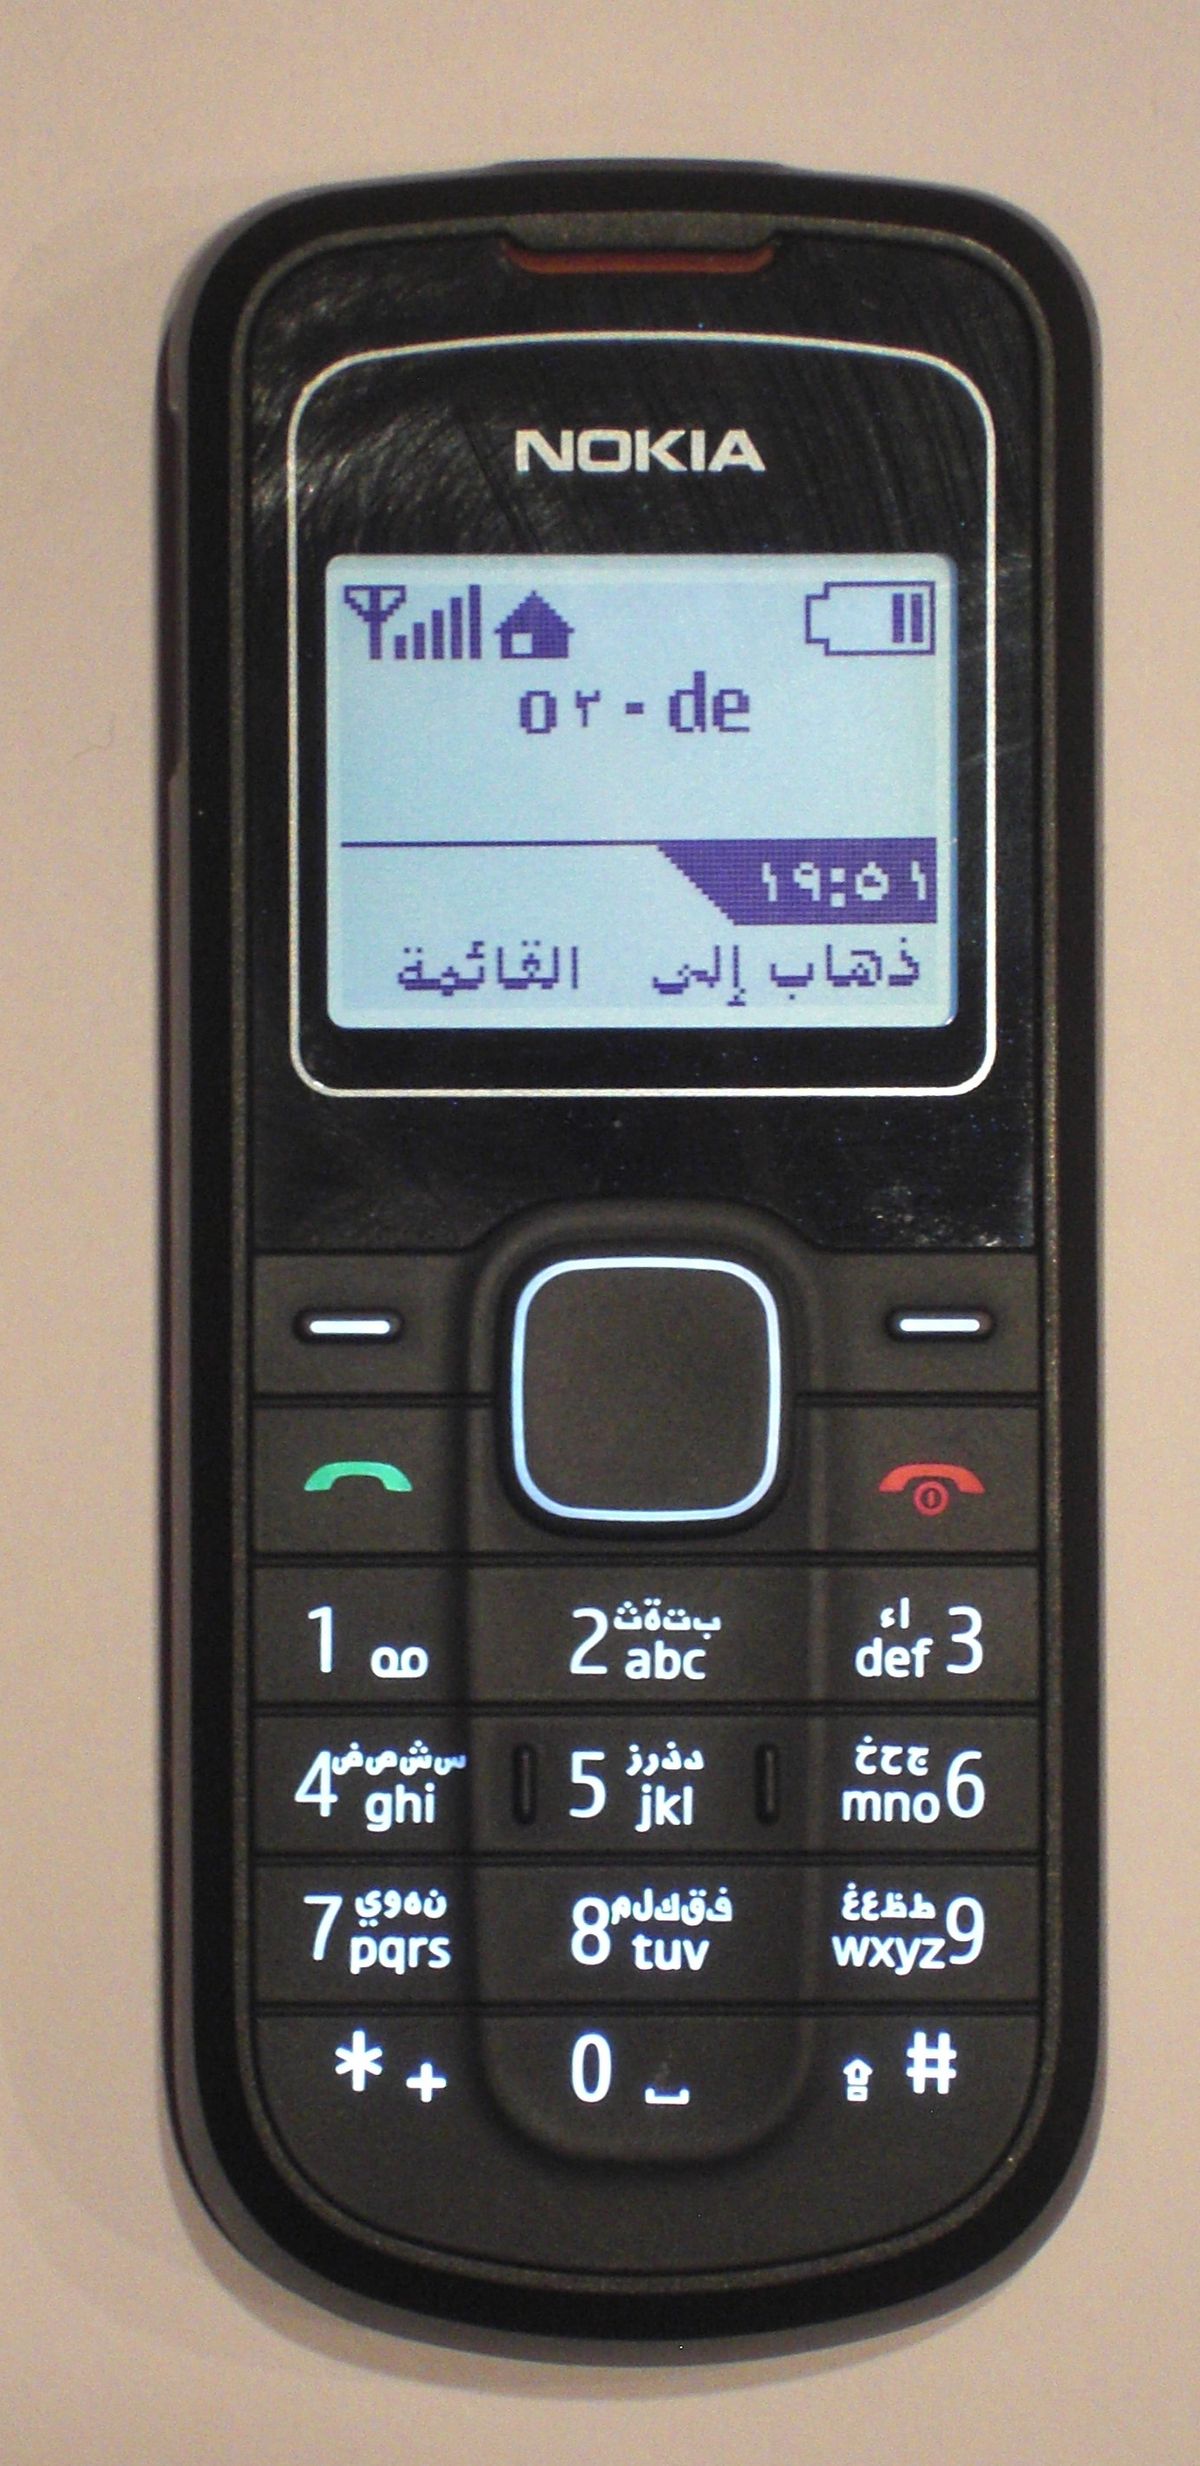 NOKIA
o٢ - de
١٩:٥١
ذهاب إلى القائمة
1 2 بتةث abc اء def 3
4 سشصض ghi 5 دذرز jkl جحخ mno 6
7 نهوي pqrs 8 فقكلم tuv طظعغ wxyz 9
* + 0 #